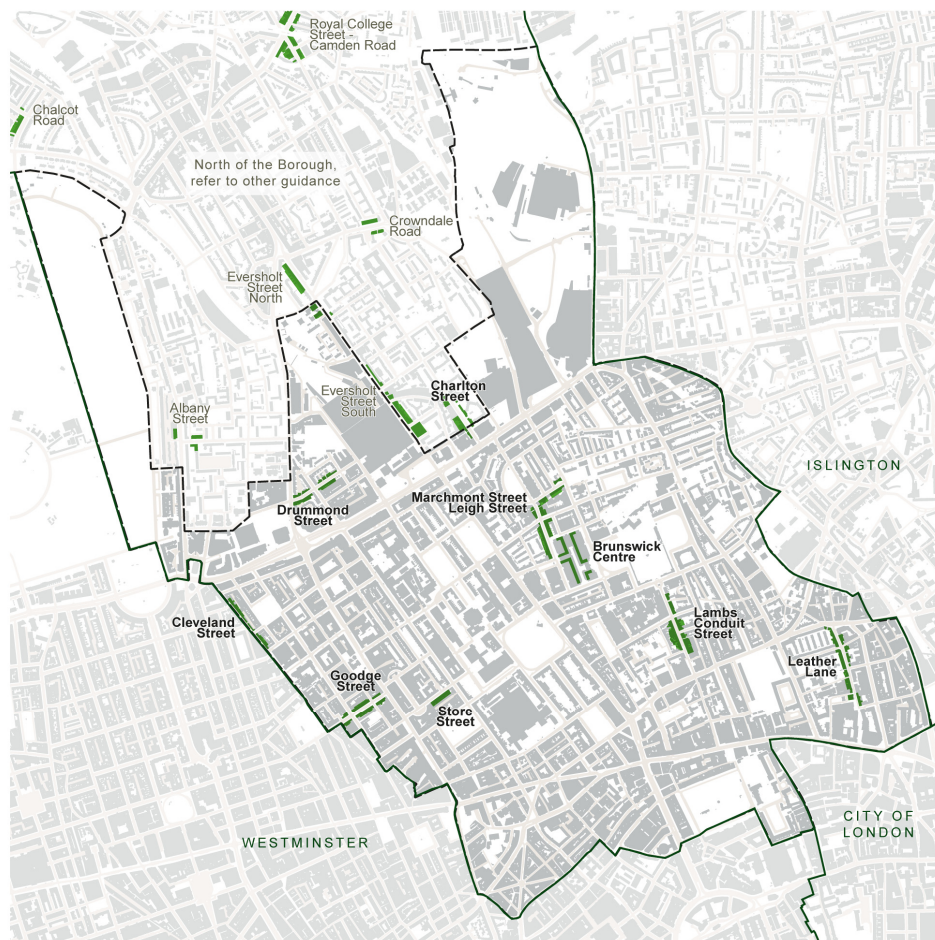 Royal College
Street -
Camden Road
Chalcot
Road
North of the Borough,
refer to other guidance
Crowndale
Road
Eversholt
Street
North
Eversholt
Street
South
Charlton
Street
Albany
Street
ISLINGTON
Drummond
Street
Marchmont Street
Leigh Street
Brunswick
Centre
Cleveland
Street
Lambs
Conduit
Street
Leather
Lane
Goodge
Street
Store
Street
WESTMINSTER
CITY OF
LONDON